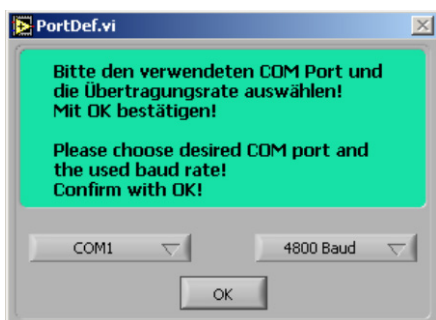 PortDef.vi
Bitte den verwendeten COM Port und
die Übertragungsrate auswählen!
Mit OK bestätigen!
Please choose desired COM port and
the used baud rate!
Confirm with OK!
COM1
4800 Baud
OK